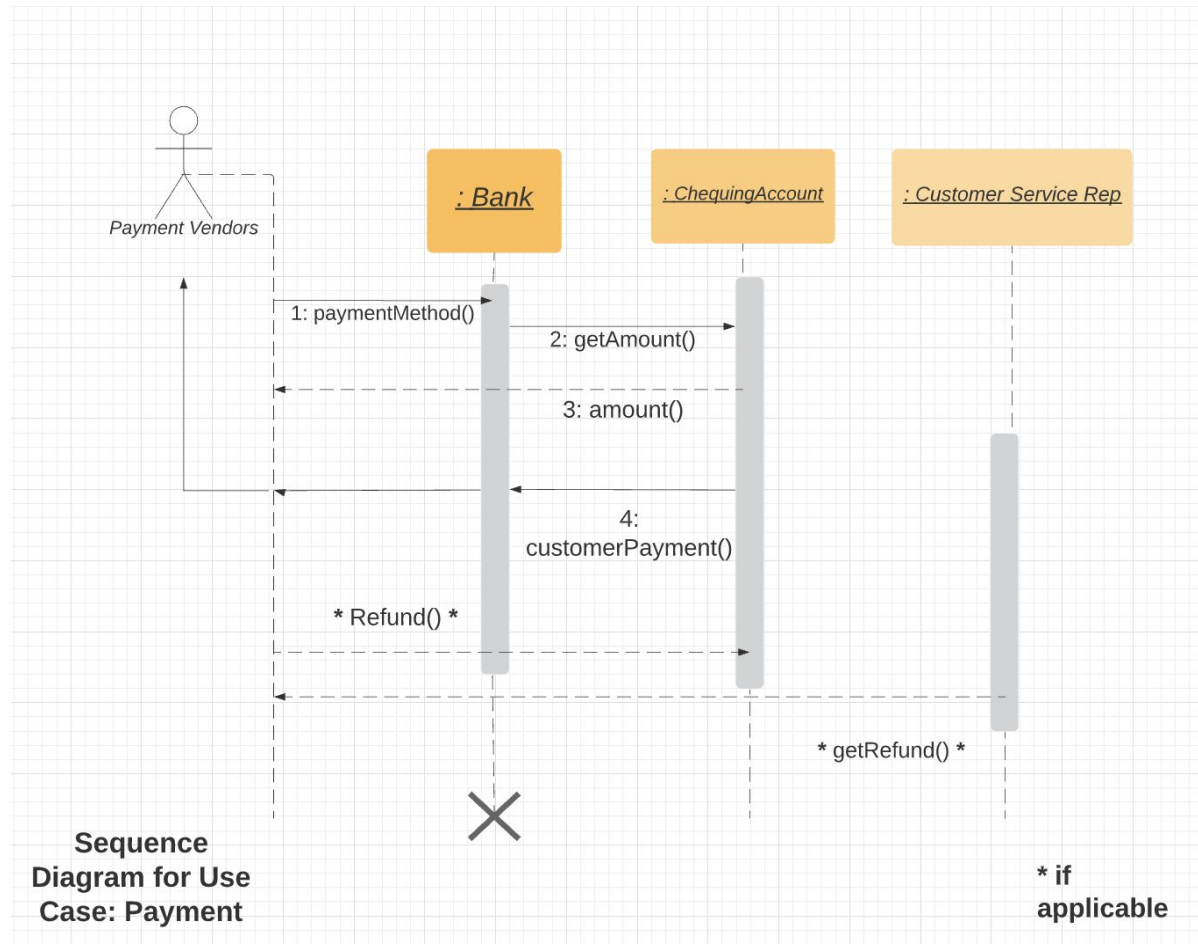 : Bank
: ChequingAccount
: Customer Service Rep
Payment Vendors
1: paymentMethod()
2: getAmount()
3: amount()
4:
customerPayment()
* Refund() *
* getRefund() *
Sequence
Diagram for Use
Case: Payment
* if
applicable